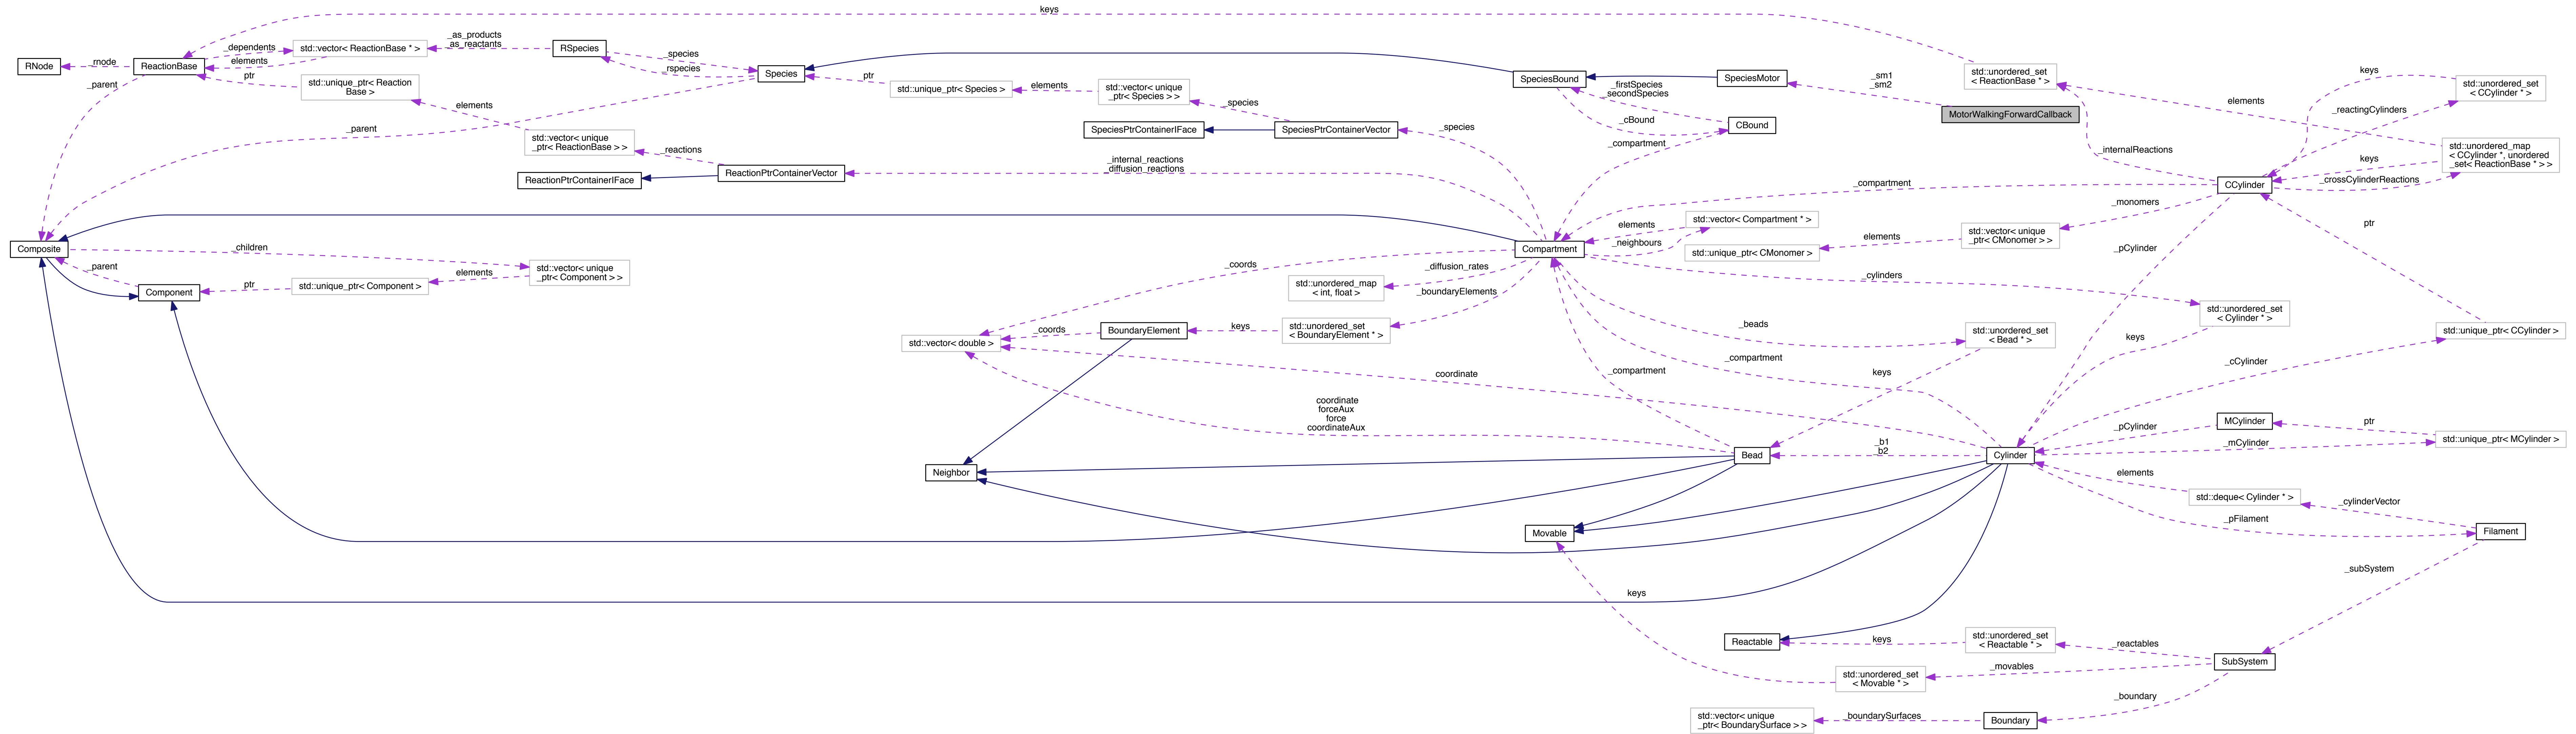 keys
_as_products
as_reactants
_dependents
std::vector< ReactionBase * >
RSpecies
_species
_rspecies
elements
_rnode
RNode
ReactionBase
ptr
std::unique_ptr< Reaction
Base >
_parent
elements
Species
ptr
std::unique_ptr< Species >
elements
std::vector< unique
_ptr< Species > >
_species
SpeciesBound
SpeciesMotor
_sm1
_sm2
MotorWalkingForwardCallback
_firstSpecies
_secondSpecies
_cBound
CBound
std::unordered_set
< ReactionBase * >
keys
std::unordered_set
< CCylinder * >
elements
_reactingCylinders
_parent
std::vector< unique
_ptr< ReactionBase > >
SpeciesPtrContainerIFace
SpeciesPtrContainerVector
_species
_compartment
_internalReactions
keys
std::unordered_map
< CCylinder *, unordered
_set< ReactionBase * > >
_reactions
ReactionPtrContainerIFace
ReactionPtrContainerVector
_internal_reactions
_diffusion_reactions
_compartment
CCylinder
_crossCylinderReactions
_monomers
Composite
_children
std::vector< unique
_ptr< Component > >
_parent
Component
ptr
std::unique_ptr< Component >
elements
Compartment
elements
_neighbours
std::vector< Compartment * >
std::unique_ptr< CMonomer >
elements
std::vector< unique
_ptr< CMonomer > >
_pCylinder
ptr
_coords
_diffusion_rates
std::unordered_map
< int, float >
_boundaryElements
_cylinders
std::unordered_set
< Cylinder * >
std::vector< double >
_coords
BoundaryElement
keys
std::unordered_set
< BoundaryElement * >
_beads
std::unordered_set
< Bead * >
keys
std::unique_ptr< CCylinder >
_compartment
_cCylinder
coordinate
_compartment
keys
coordinate
forceAux
force
coordinateAux
MCylinder
_pCylinder
ptr
_mCylinder
std::unique_ptr< MCylinder >
Neighbor
Bead
_b1
_b2
Cylinder
elements
std::deque< Cylinder * >
_cylinderVector
_pFilament
Filament
Movable
_subSystem
keys
Reactable
keys
std::unordered_set
< Reactable * >
_reactables
SubSystem
std::unordered_set
< Movable * >
_movables
_boundary
std::vector< unique
_ptr< BoundarySurface > >
_boundarySurfaces
Boundary